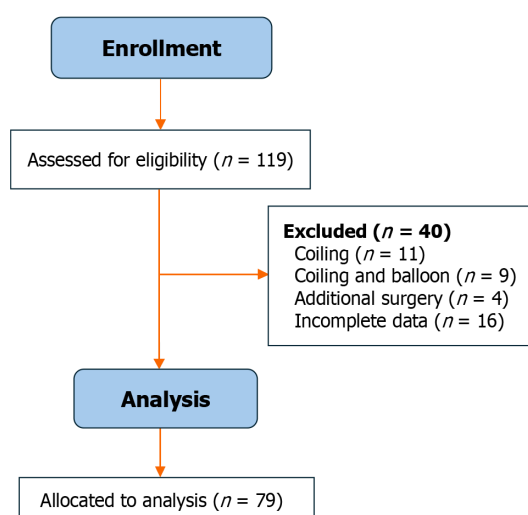 Enrollment
Assessed for eligibility (n = 119)
Excluded (n = 40)
Coiling (n = 11)
Coiling and balloon (n = 9)
Additional surgery (n = 4)
Incomplete data (n = 16)
Analysis
Allocated to analysis (n = 79)